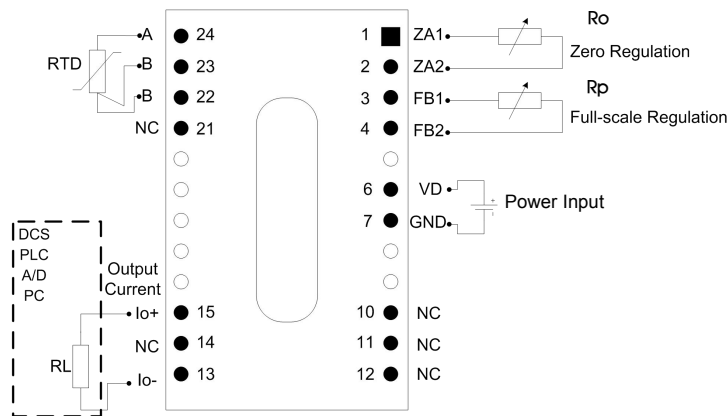 Ro
A 24 1 ZA1
RTD
Zero Regulation
B 23 2 ZA2
Rp
B 22 3 FB1
Full-scale Regulation
NC 21 4 FB2
6 VD
Power Input
+
7 GND
DCS
PLC
A/D
PC
Output
Current
Io+ 15 10 NC
NC 14 11 NC
RL
Io- 13 12 NC